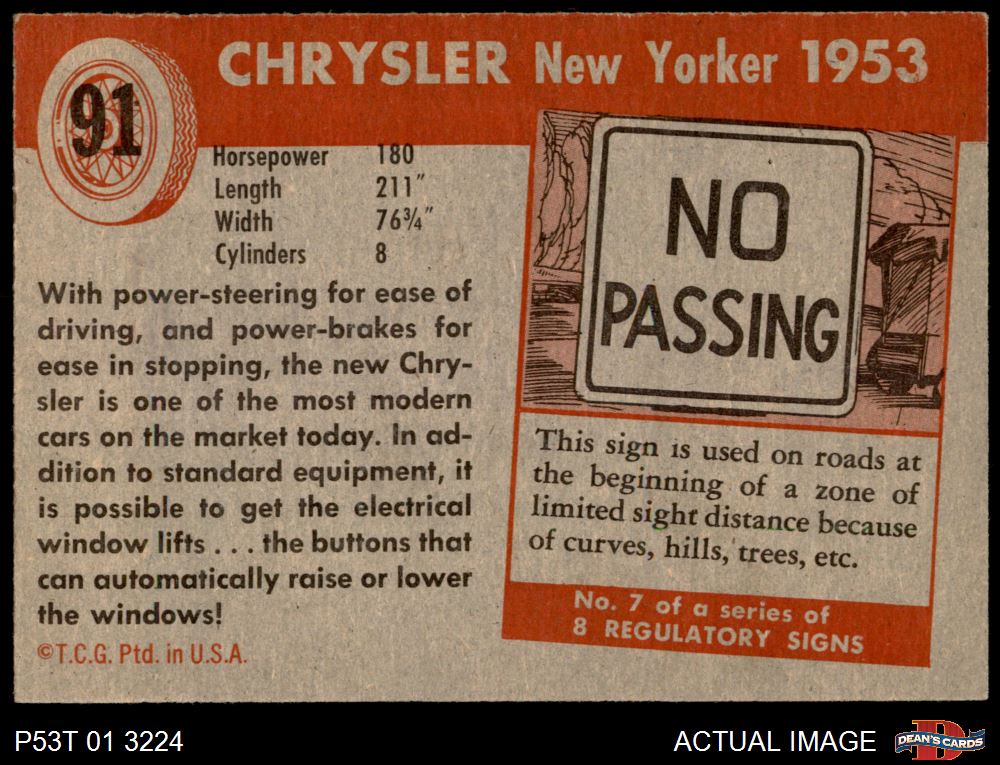 91
CHRYSLER New Yorker 1953
Horsepower 180
Length 211"
Width 76¾"
Cylinders 8
With power-steering for ease of
driving, and power-brakes for
ease in stopping, the new Chry-
sler is one of the most modern
cars on the market today. In ad-
dition to standard equipment, it
is possible to get the electrical
window lifts . . . the buttons that
can automatically raise or lower
the windows!
©T.C.G. Ptd. in U.S.A.
NO
PASSING
This sign is used on roads at
the beginning of a zone of
limited sight distance because
of curves, hills, trees, etc.
No. 7 of a series of
8 REGULATORY SIGNS
P53T 01 3224
ACTUAL IMAGE
D
DEAN'S CARDS